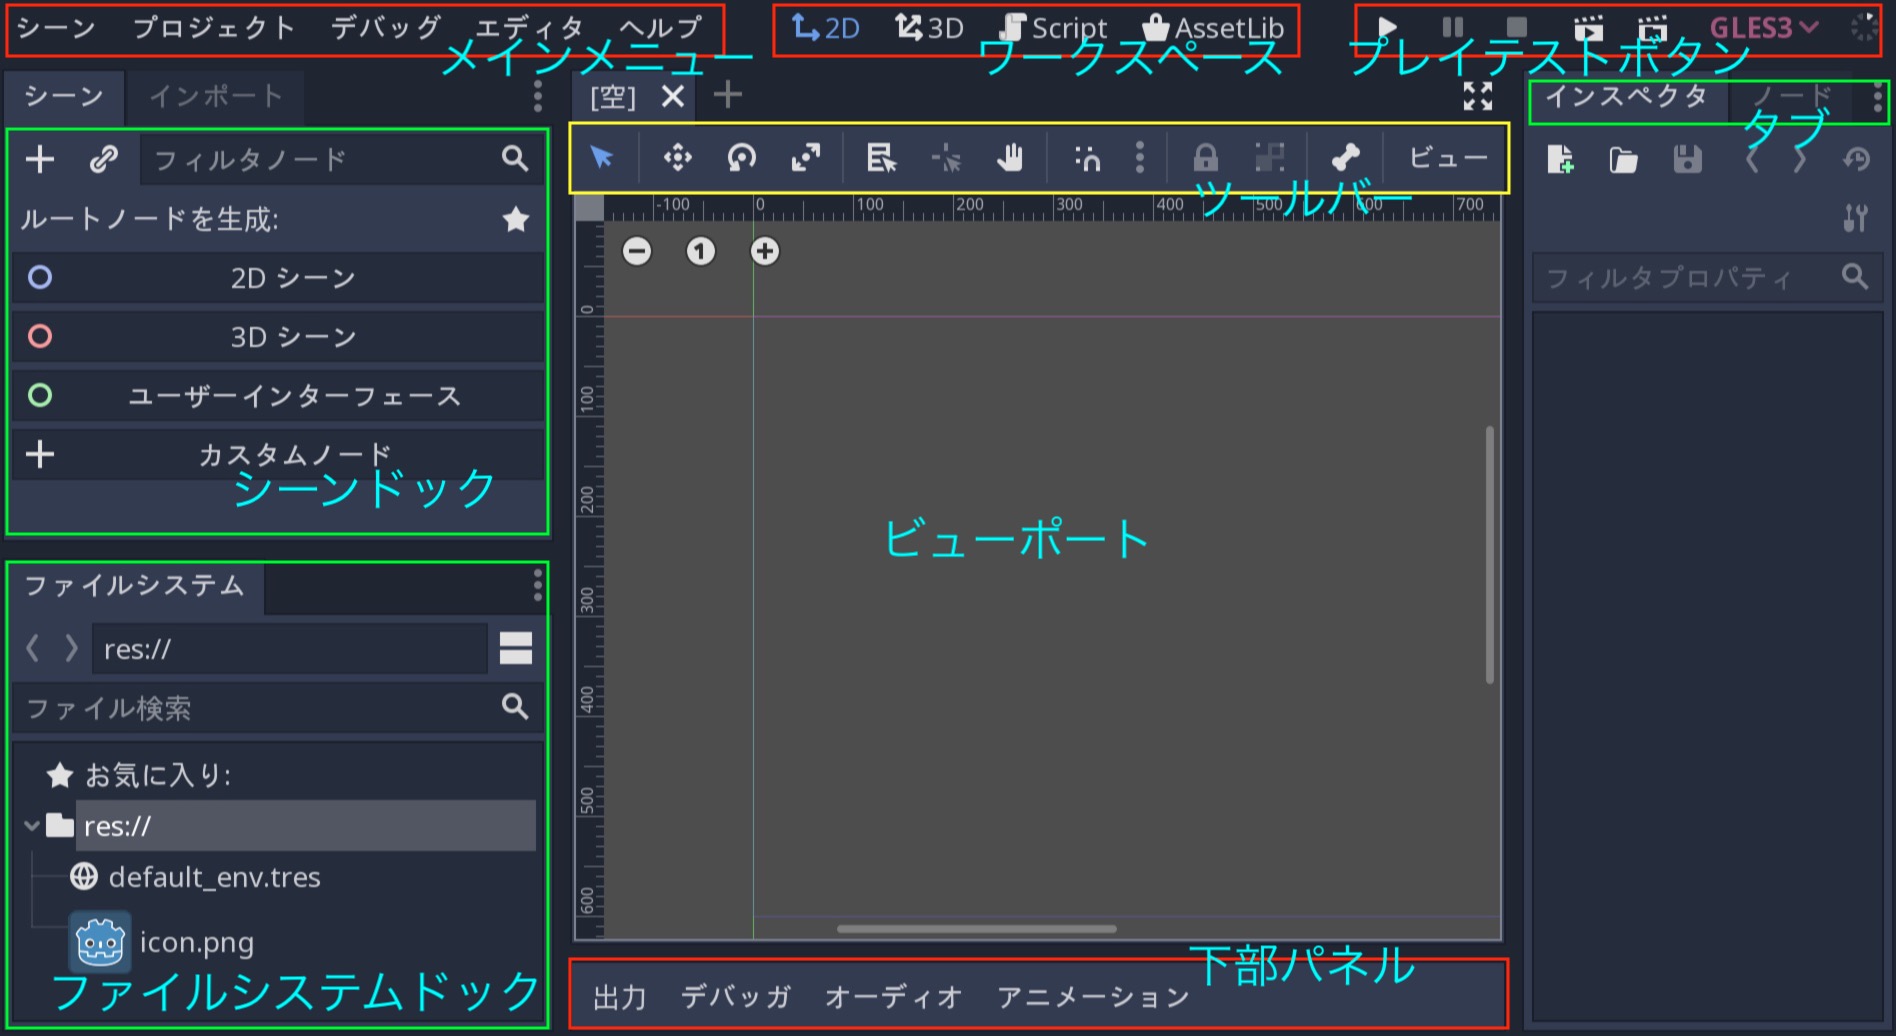 シーン プロジェクト デバッグ エディタ ヘルプ
2D 3D Script AssetLib
GLES3
メインメニュー
ワークスペース
プレイテストボタン
シーン インポート
[空]
インスペクタ ノード
タブ
フィルタノード
ビュー
ツールバー
ルートノードを生成:
-100 0 100 200 300 400 500 600 700
1
2D シーン
3D シーン
ユーザーインターフェース
カスタムノード
シーンドック
フィルタプロパティ
0
100
200
300
400
500
600
ビューポート
ファイルシステム
res://
ファイル検索
お気に入り:
res://
default_env.tres
icon.png
ファイルシステムドック
下部パネル
出力 デバッガ オーディオ アニメーション